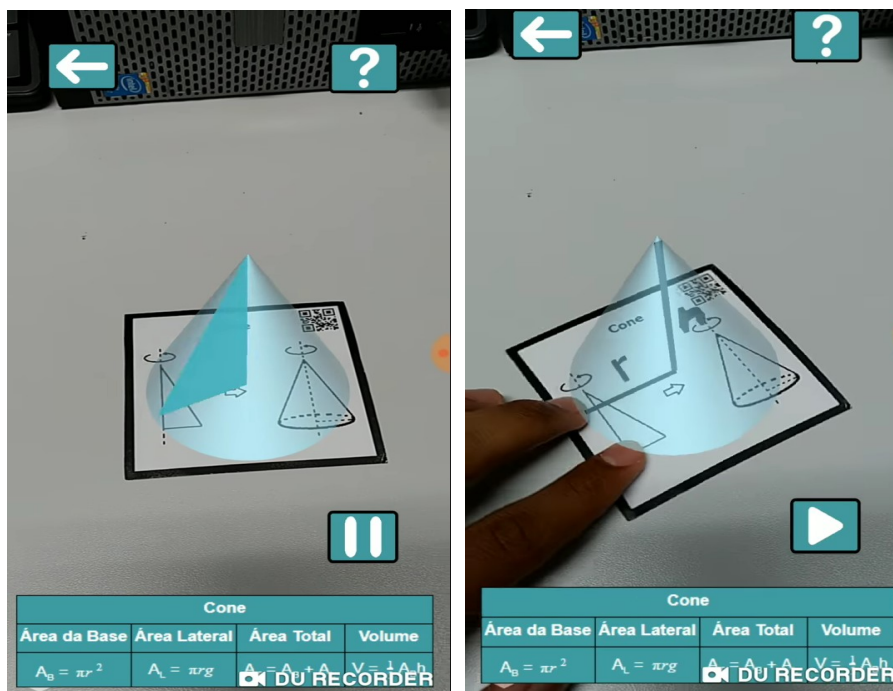 ?
Cone
Área da Base Área Lateral Área Total Volume
A_B = πr² A_L = πrg
DU RECORDER
?
Cone
r h
Cone
Área da Base Área Lateral Área Total Volume
A_B = πr² A_L = πrg
DU RECORDER